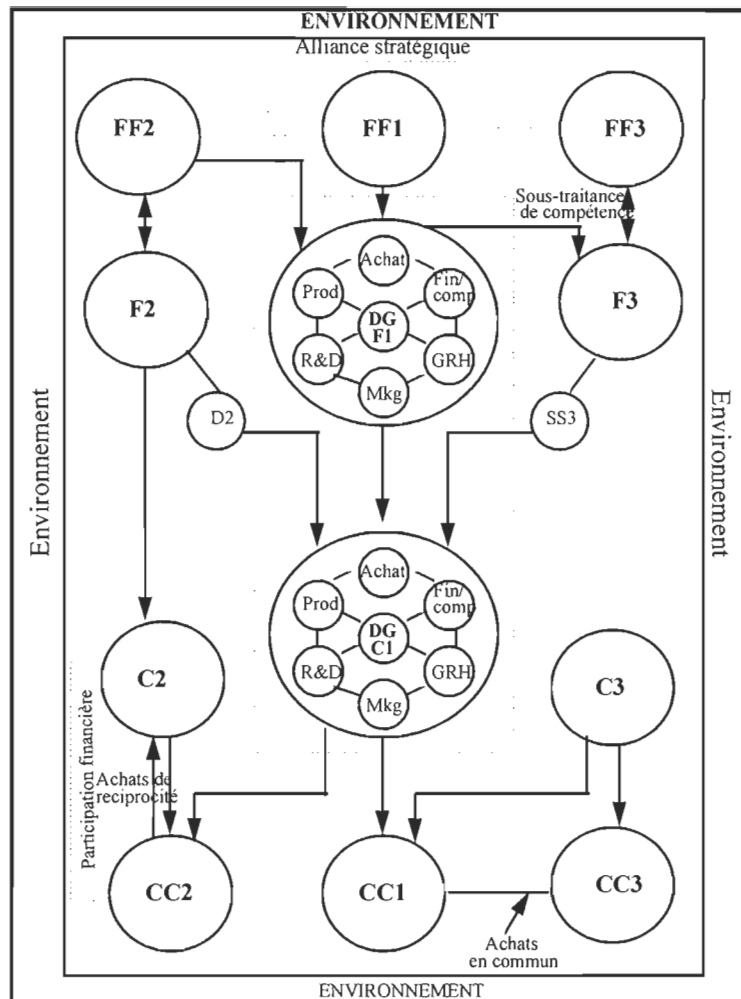 ENVIRONNEMENT
Alliance stratégique
FF2
FF1
FF3
Sous-traitance
de compétence
F2
Achat
Prod
Fin/
comp
DG
F1
R&D
GRH
Mkg
F3
D2
SS3
Environnement
Environnement
Achat
Prod
Fin/
comp
DG
C1
R&D
GRH
Mkg
C2
C3
Participation financière
Achats de
reciprocité
CC2
CC1
CC3
Achats
en commun
ENVIRONNEMENT